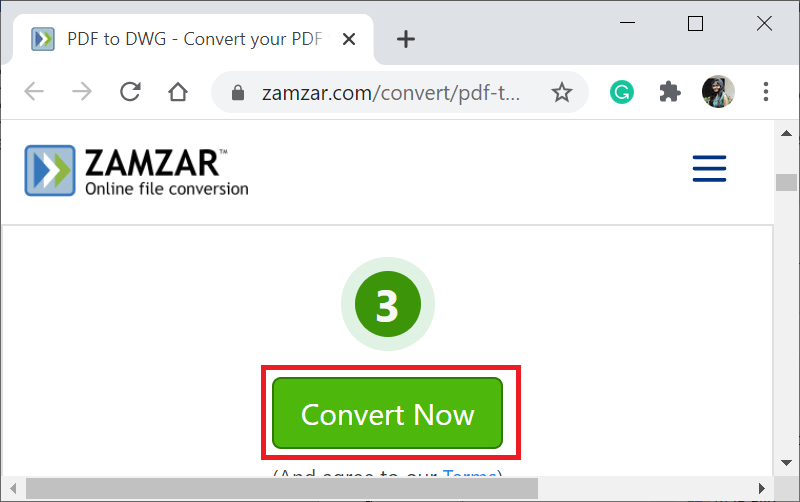 PDF to DWG - Convert your PDF
zamzar.com/convert/pdf-t...
ZAMZAR™
Online file conversion
3
Convert Now
(And agree to our Terms)